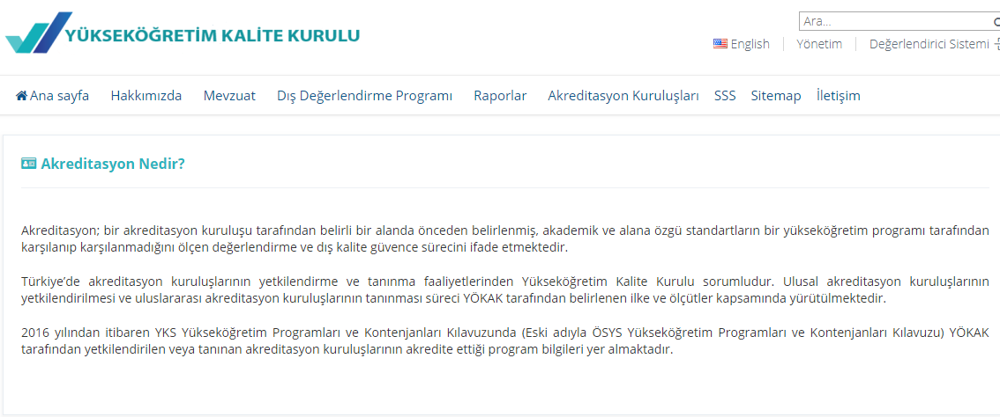 YÜKSEKÖĞRETİM KALİTE KURULU
Ara...
English
Yönetim
Değerlendirici Sistemi
Ana sayfa
Hakkımızda
Mevzuat
Dış Değerlendirme Programı
Raporlar
Akreditasyon Kuruluşları
SSS
Sitemap
İletişim
Akreditasyon Nedir?
Akreditasyon; bir akreditasyon kuruluşu tarafından belirli bir alanda önceden belirlenmiş, akademik ve alana özgü standartların bir yükseköğretim programı tarafından
karşılanıp karşılanmadığını ölçen değerlendirme ve dış kalite güvence sürecini ifade etmektedir.
Türkiye’de akreditasyon kuruluşlarının yetkilendirme ve tanınma faaliyetlerinden Yükseköğretim Kalite Kurulu sorumludur. Ulusal akreditasyon kuruluşlarının
yetkilendirilmesi ve uluslararası akreditasyon kuruluşlarının tanınması süreci YÖKAK tarafından belirlenen ilke ve ölçütler kapsamında yürütülmektedir.
2016 yılından itibaren YKS Yükseköğretim Programları ve Kontenjanları Kılavuzunda (Eski adıyla ÖSYS Yükseköğretim Programları ve Kontenjanları Kılavuzu) YÖKAK
tarafından yetkilendirilen veya tanınan akreditasyon kuruluşlarının akredite ettiği program bilgileri yer almaktadır.